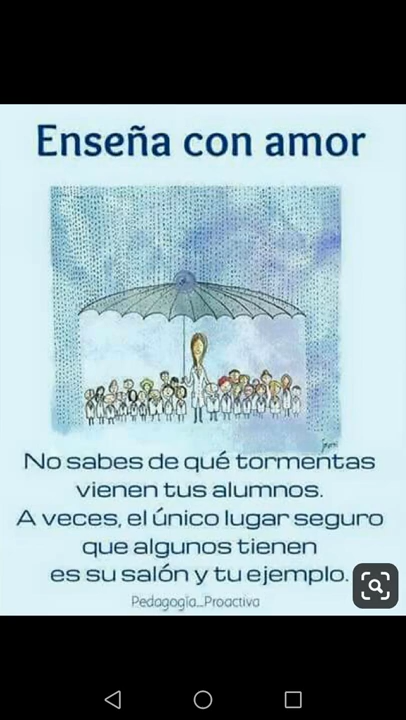 Enseña con amor
No sabes de qué tormentas
vienen tus alumnos.
A veces, el único lugar seguro
que algunos tienen
es su salón y tu ejemplo.
Pedagogía_Proactiva